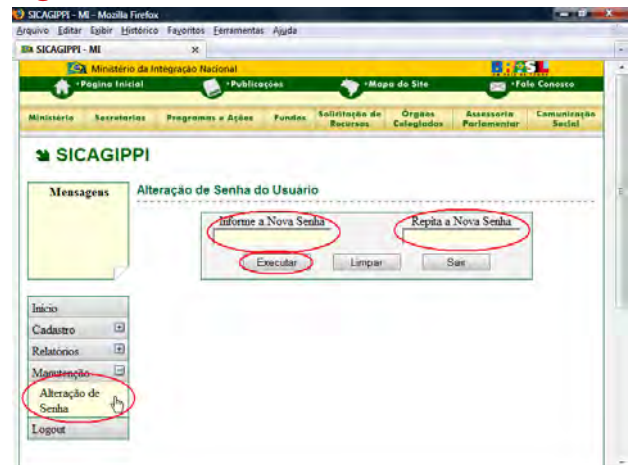 SICAGIPPI - MI - Mozilla Firefox
Arquivo Editar Exibir Histórico Favoritos Ferramentas Ajuda
SICAGIPPI - MI x
Ministério da Integração Nacional BRASIL
Página Inicial Publicações Mapa do Site Fale Conosco
Ministério Secretarias Programas e Ações Fundos Solicitação de Recursos Órgãos Colegiados Assessoria Parlamentar Comunicação Social
SICAGIPPI
Mensagens
Alteração de Senha do Usuário
Informe a Nova Senha Repita a Nova Senha
Executar Limpar Sair
Início
Cadastro
Relatórios
Manutenção
Alteração de
Senha
Logout